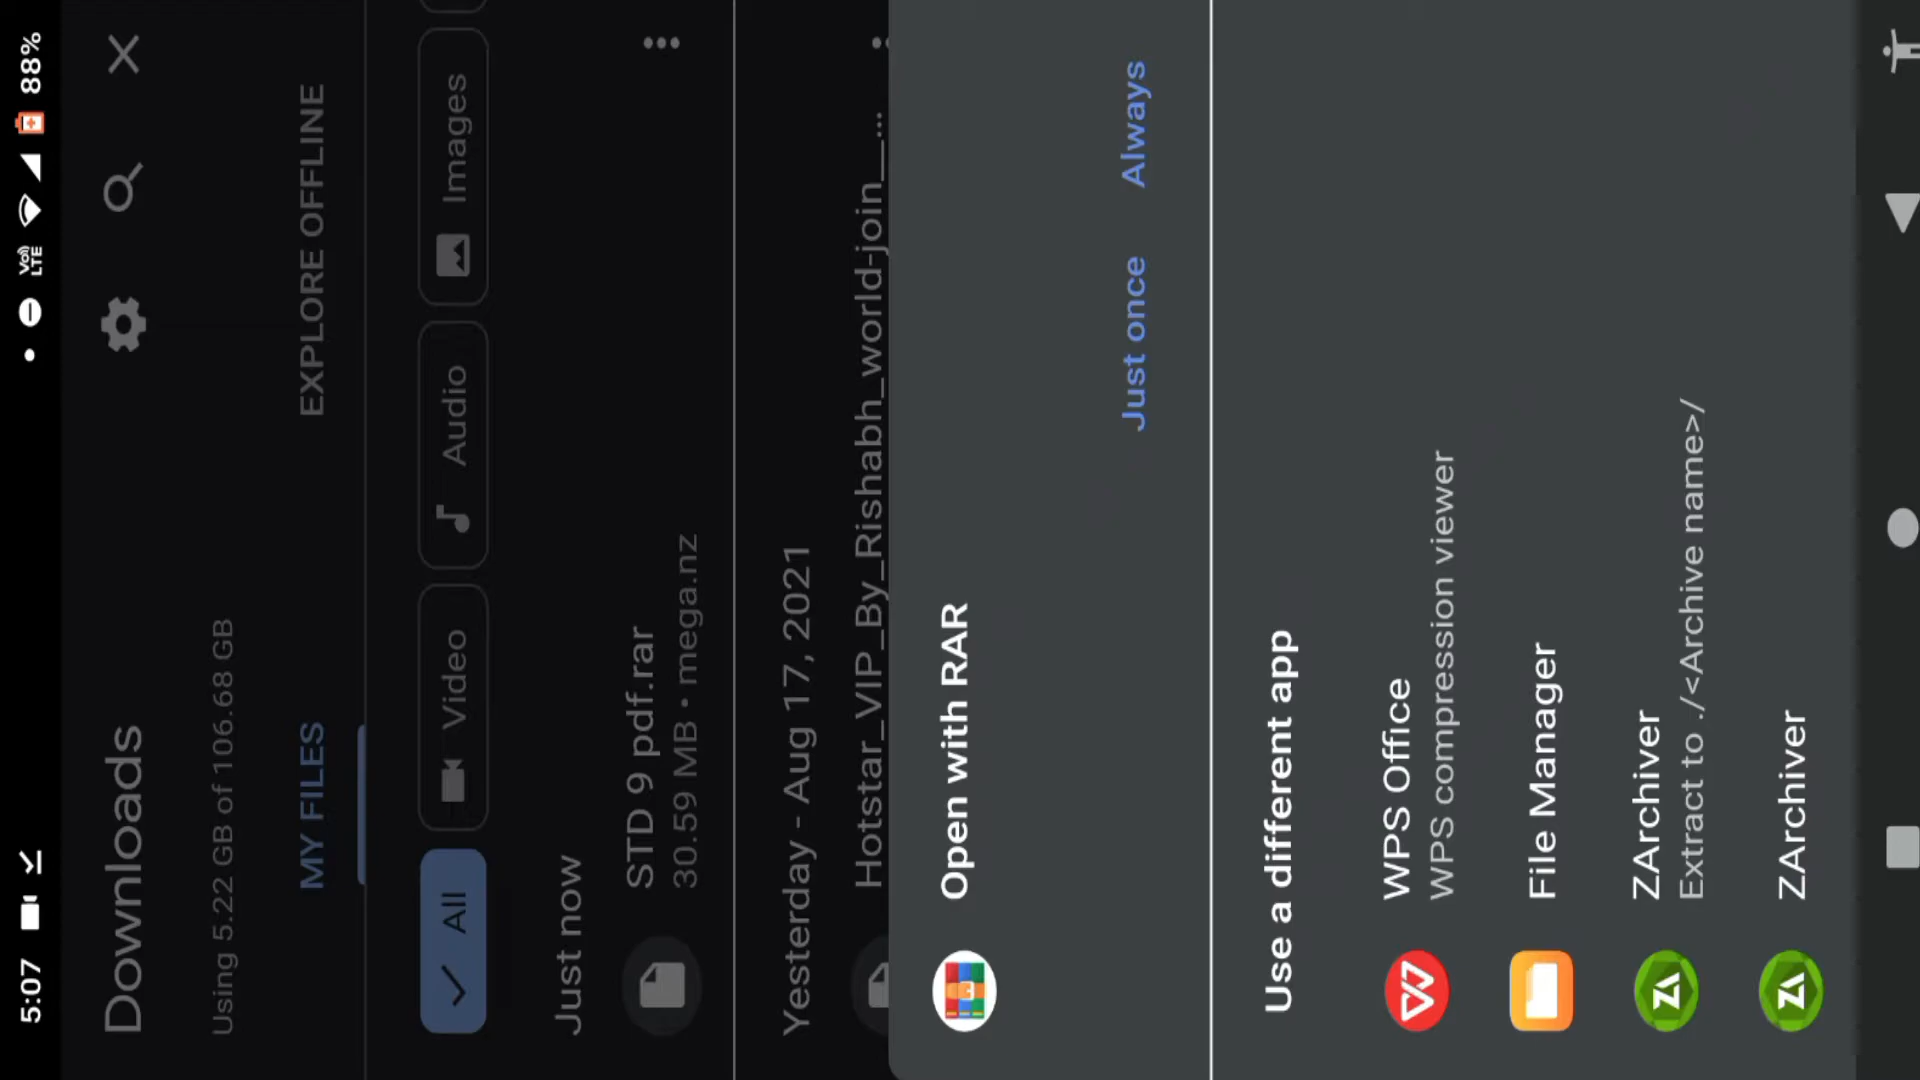 5:07
VoI) LTE
88%
Downloads
Using 5.22 GB of 106.68 GB
MY FILES
EXPLORE OFFLINE
All
Video
Audio
Images
Just now
STD 9 pdf.rar
30.59 MB • mega.nz
Yesterday - Aug 17, 2021
Hotstar_VIP_By_Rishabh_world-join__...
Open with RAR
Just once
Always
Use a different app
WPS Office
WPS compression viewer
File Manager
ZArchiver
Extract to ./<Archive name>/
ZArchiver